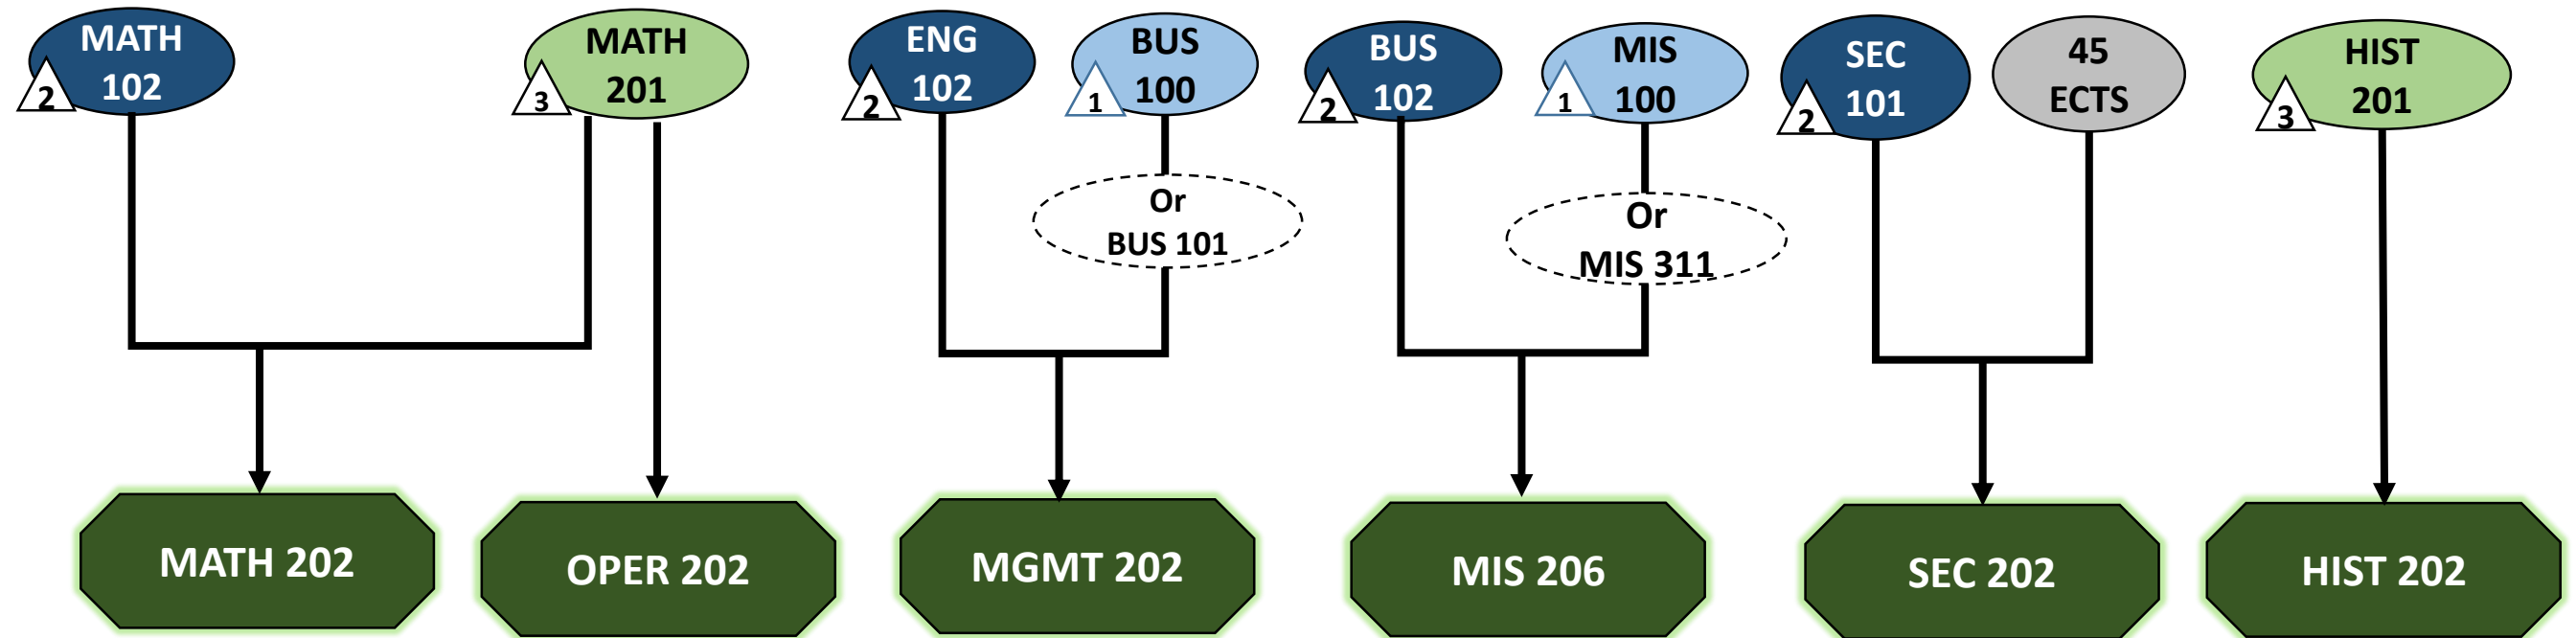 MATH
102
2
MATH
201
3
ENG
102
2
BUS
100
1
BUS
102
2
MIS
100
1
SEC
101
2
45
ECTS
HIST
201
3
Or
BUS 101
Or
MIS 311
MATH 202
OPER 202
MGMT 202
MIS 206
SEC 202
HIST 202